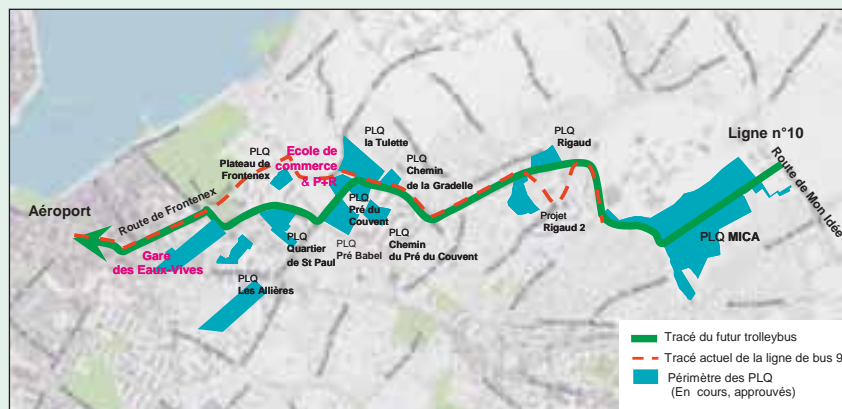 PLQ
la Tulette
PLQ
Rigaud
Ligne n°10
Ecole de
commerce
& P+R
PLQ
Plateau de
Frontenex
PLQ
Chemin
de la Gradelle
Route de Mon Idée
Route de Frontenex
Aéroport
PLQ
Pré du
Couvent
Projet
Rigaud 2
PLQ MICA
Gare
des Eaux-Vives
PLQ
Quartier
de St Paul
PLQ
Pré Babel
PLQ
Chemin
du Pré du Couvent
PLQ
Les Allières
Tracé du futur trolleybus
Tracé actuel de la ligne de bus 9
Périmètre des PLQ
(En cours, approuvés)